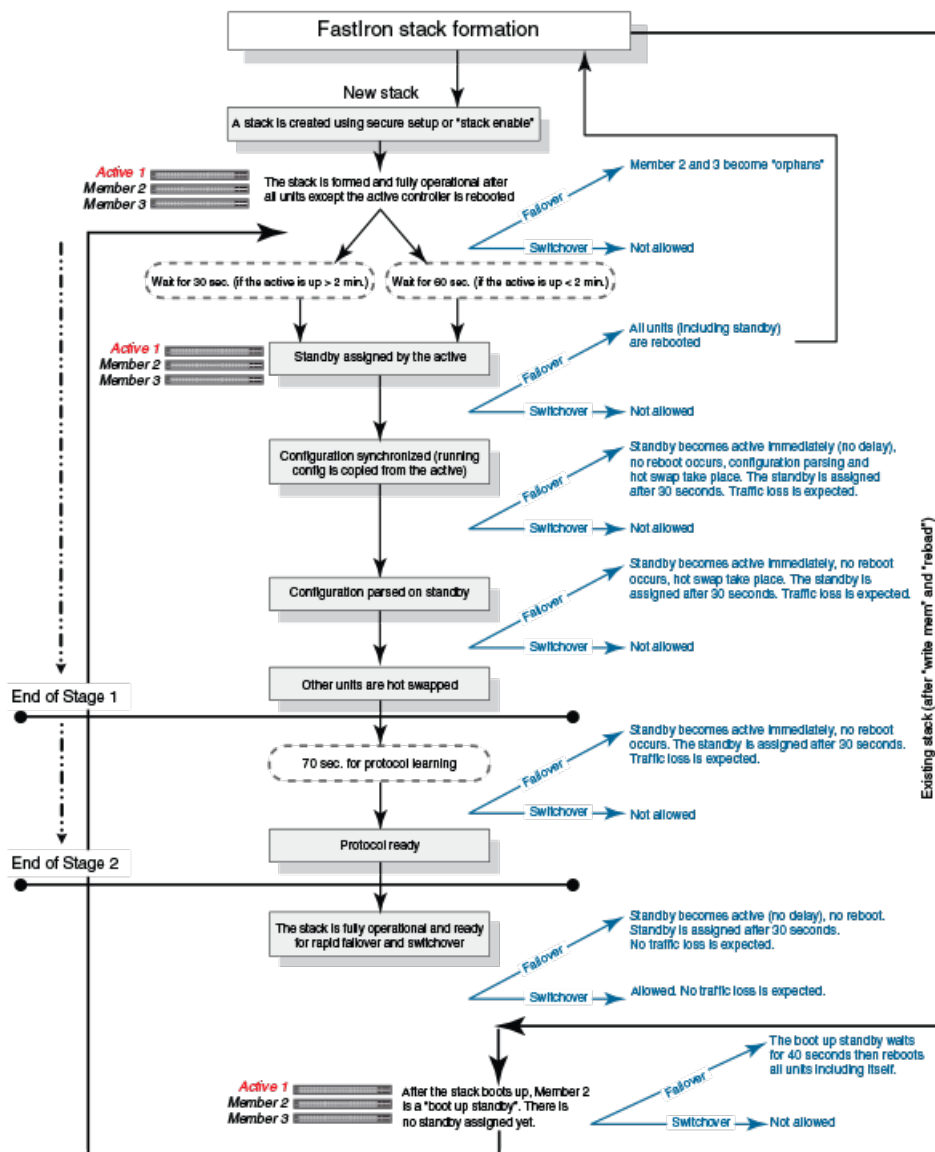 FastIron stack formation
New stack
A stack is created using secure setup or "stack enable"
Active 1
Member 2
Member 3
The stack is formed and fully operational after
all units except the active controller is rebooted
Member 2 and 3 become "orphans"
Failover
Switchover
Not allowed
Wait for 30 sec. (if the active is up > 2 min.)
Wait for 60 sec. (if the active is up < 2 min.)
Active 1
Member 2
Member 3
Standby assigned by the active
All units (including standby)
are rebooted
Failover
Switchover
Not allowed
Configuration synchronized (running
config is copied from the active)
Standby becomes active immediately (no delay),
no reboot occurs, configuration parsing and
hot swap take place. The standby is assigned
after 30 seconds. Traffic loss is expected.
Failover
Switchover
Not allowed
Configuration parsed on standby
Standby becomes active immediately, no reboot
occurs, hot swap take place. The standby is
assigned after 30 seconds. Traffic loss is expected.
Failover
Switchover
Not allowed
Other units are hot swapped
End of Stage 1
70 sec. for protocol learning
Standby becomes active immediately, no reboot
occurs. The standby is assigned after 30 seconds.
Traffic loss is expected.
Failover
Switchover
Not allowed
Protocol ready
End of Stage 2
The stack is fully operational and ready
for rapid failover and switchover
Standby becomes active (no delay), no reboot.
Standby is assigned after 30 seconds.
No traffic loss is expected.
Failover
Switchover
Allowed. No traffic loss is expected.
Existing stack (after "write mem" and "reload")
Active 1
Member 2
Member 3
After the stack boots up, Member 2
is a "boot up standby". There is
no standby assigned yet.
The boot up standby waits
for 40 seconds then reboots
all units including itself.
Failover
Switchover
Not allowed